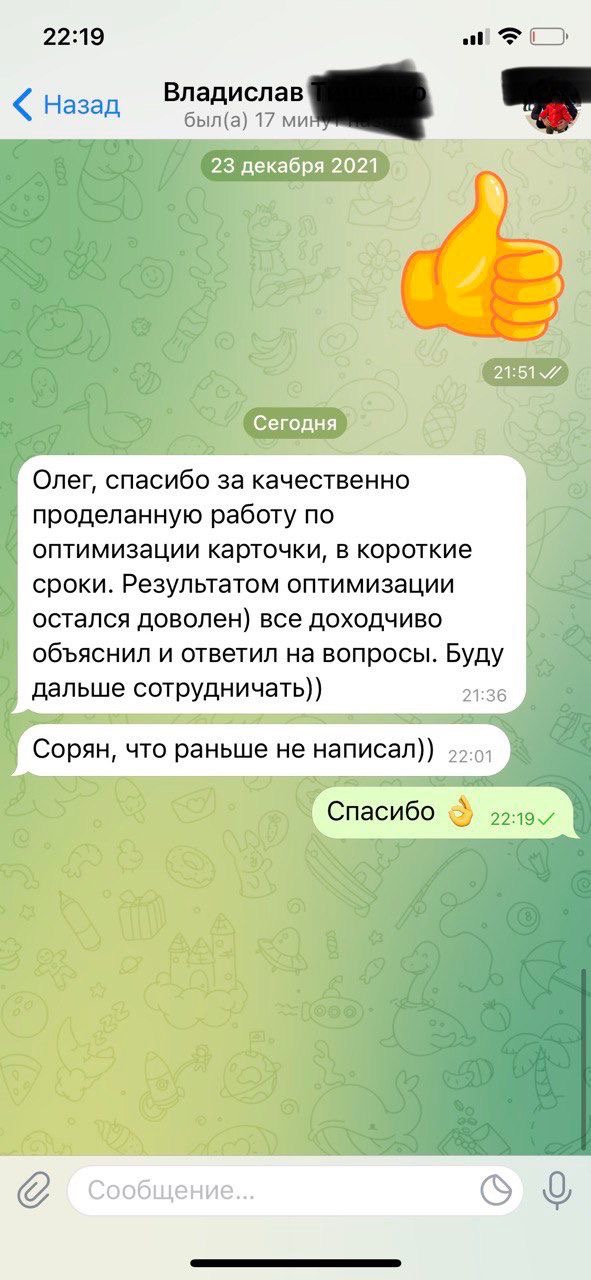 22:19
Назад
Владислав
был(а) 17 мину
23 декабря 2021
21:51
Сегодня
Олег, спасибо за качественно
проделанную работу по
оптимизации карточки, в короткие
сроки. Результатом оптимизации
остался доволен) все доходчиво
объяснил и ответил на вопросы. Буду
дальше сотрудничать))
21:36
Сорян, что раньше не написал)) 22:01
Спасибо 👌 22:19
Сообщение...